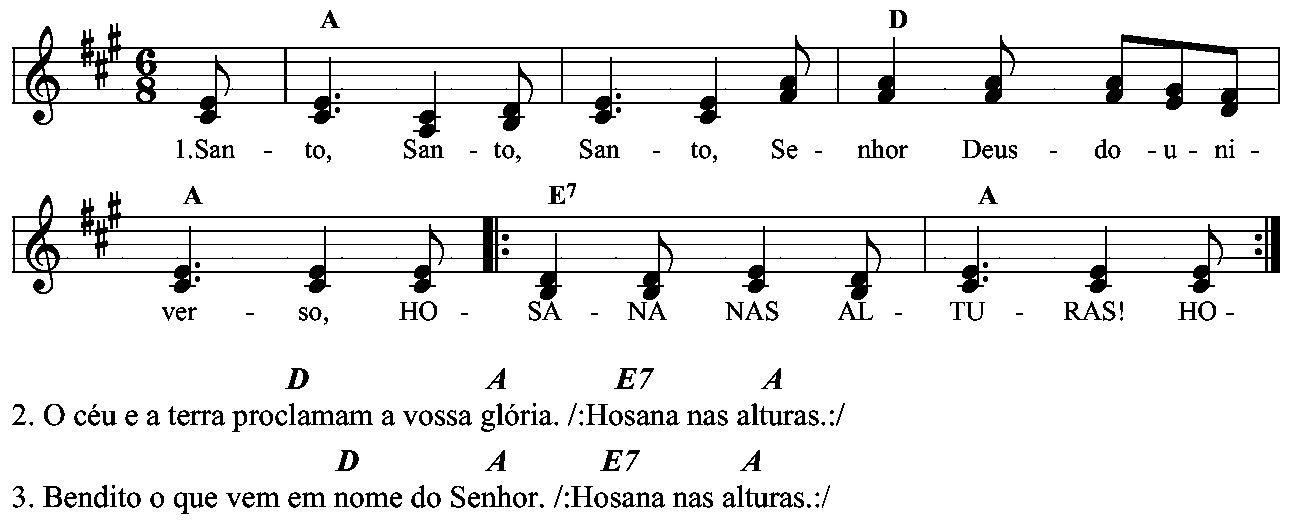 A D
6
8
1.San - to, San - to, San - to, Se - nhor Deus - do - u - ni -
A E7 A
ver - so, HO - SA - NA NAS AL - TU - RAS! HO -
D A E7 A
2. O céu e a terra proclamam a vossa glória. /:Hosana nas alturas.:/
D A E7 A
3. Bendito o que vem em nome do Senhor. /:Hosana nas alturas.:/